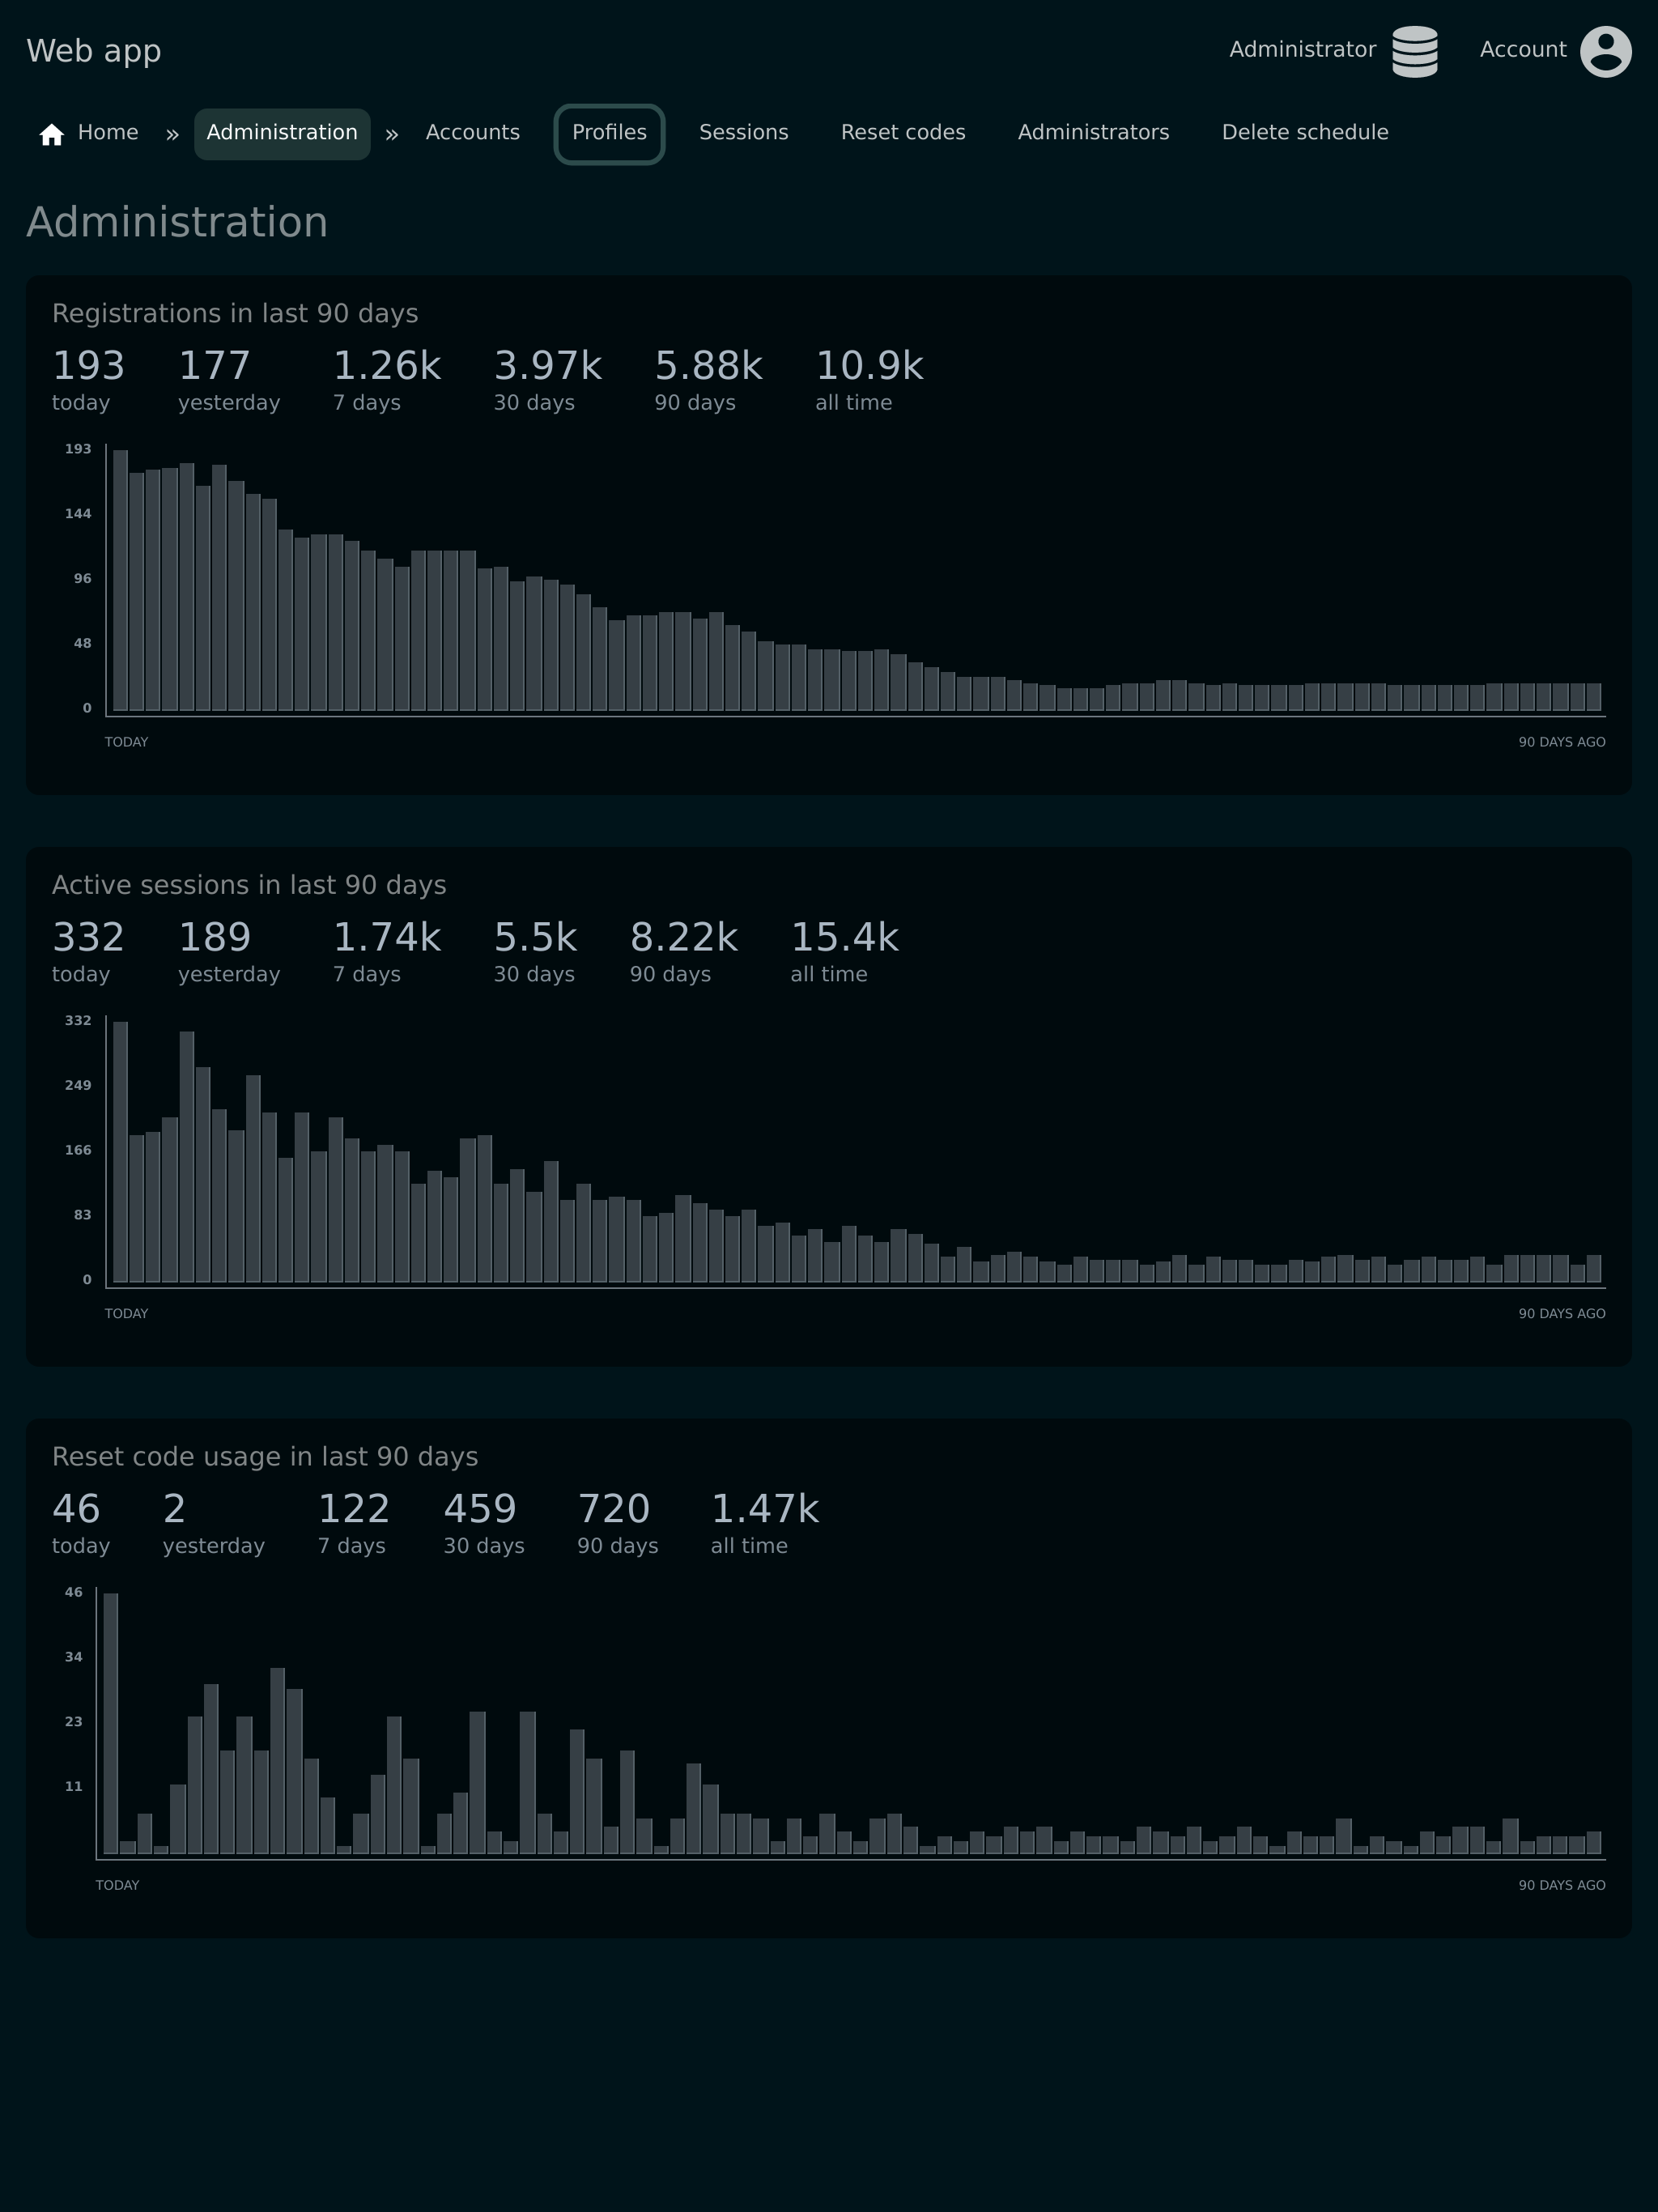 Web app
Administrator Account
Home » Administration » Accounts Profiles Sessions Reset codes Administrators Delete schedule
Administration
Registrations in last 90 days
193 177 1.26k 3.97k 5.88k 10.9k
today yesterday 7 days 30 days 90 days all time
193
144
96
48
0
TODAY 90 DAYS AGO
Active sessions in last 90 days
332 189 1.74k 5.5k 8.22k 15.4k
today yesterday 7 days 30 days 90 days all time
332
249
166
83
0
TODAY 90 DAYS AGO
Reset code usage in last 90 days
46 2 122 459 720 1.47k
today yesterday 7 days 30 days 90 days all time
46
34
23
11
TODAY 90 DAYS AGO